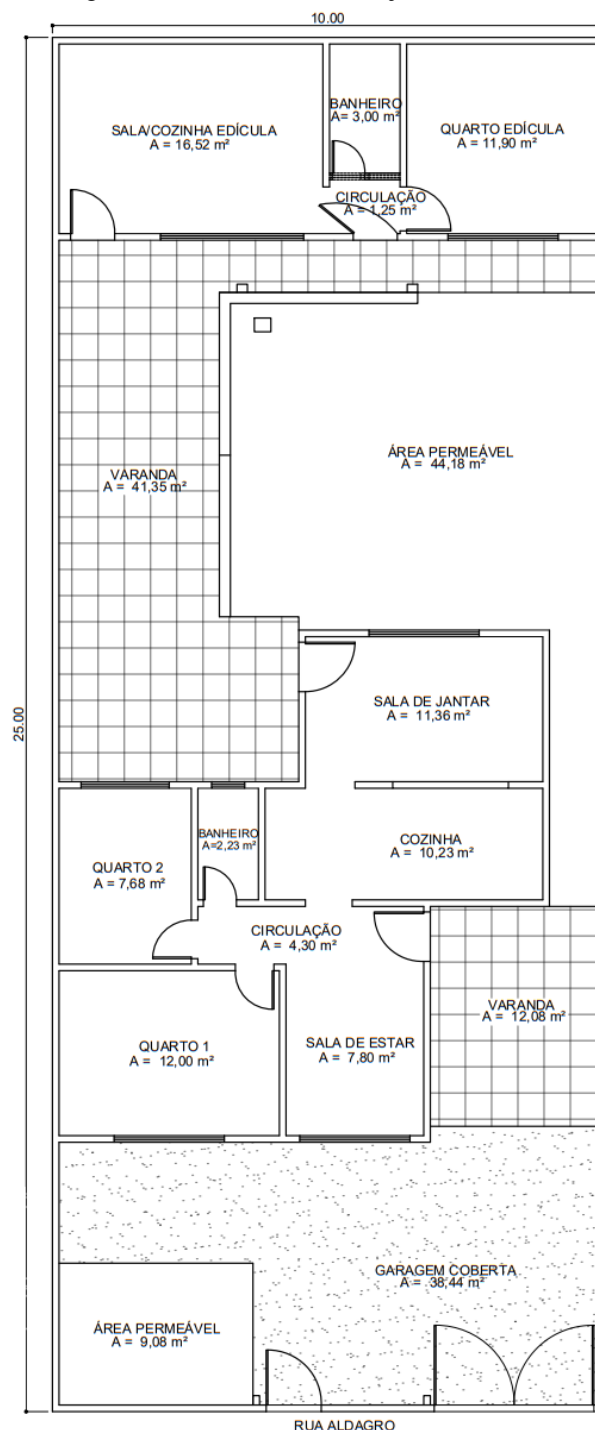 10.00
SALA/COZINHA EDÍCULA
A = 16,52 m²
BANHEIRO
A= 3,00 m²
QUARTO EDÍCULA
A = 11,90 m²
CIRCULAÇÃO
A = 1,25 m²
ÁREA PERMEÁVEL
A = 44,18 m²
VARANDA
A = 41,35 m²
25.00
SALA DE JANTAR
A = 11,36 m²
BANHEIRO
A=2,23 m²
COZINHA
A = 10,23 m²
QUARTO 2
A = 7,68 m²
CIRCULAÇÃO
A = 4,30 m²
VARANDA
A = 12,08 m²
QUARTO 1
A = 12,00 m²
SALA DE ESTAR
A = 7,80 m²
GARAGEM COBERTA
A = 38,44 m²
ÁREA PERMEÁVEL
A = 9,08 m²
RUA ALDAGRO